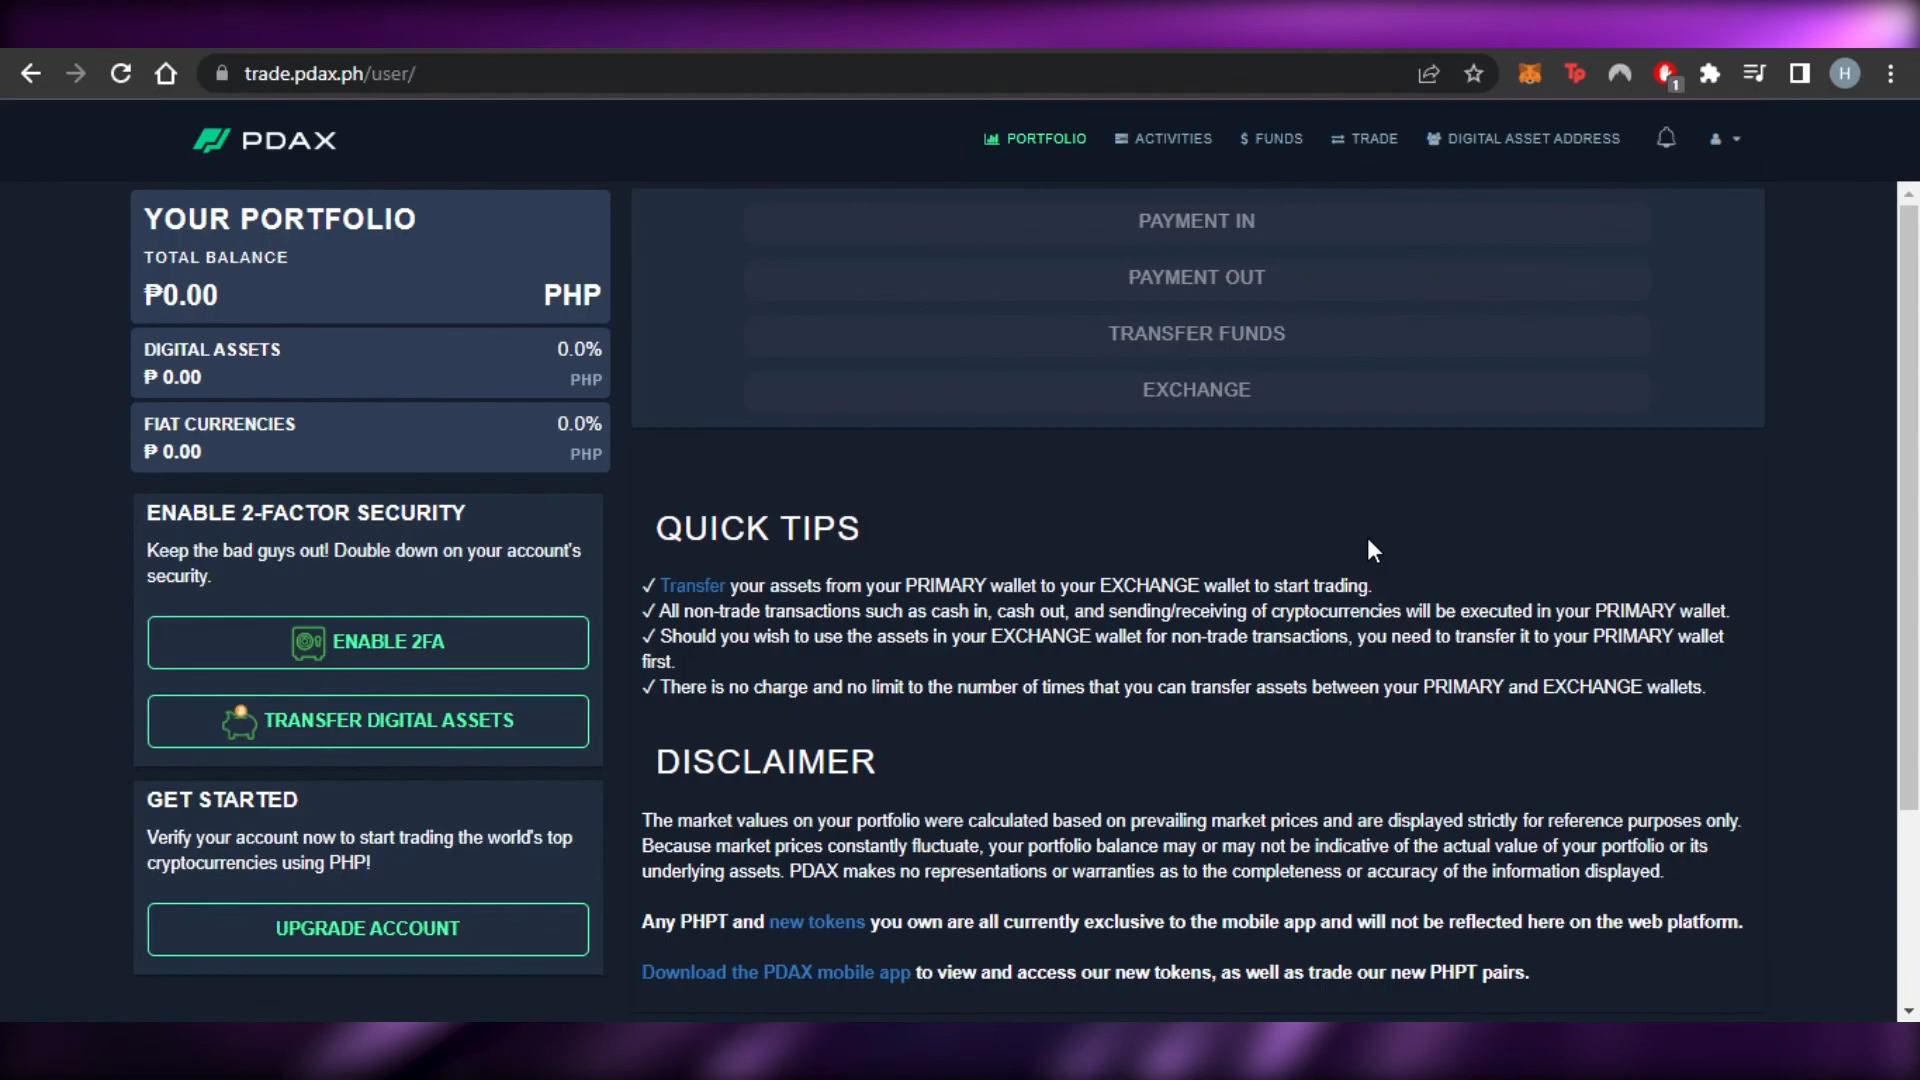 trade.pdax.ph/user/
Tp
1
H
PDAX
PORTFOLIO
ACTIVITIES
$ FUNDS
TRADE
DIGITAL ASSET ADDRESS
YOUR PORTFOLIO
TOTAL BALANCE
₱0.00 PHP
DIGITAL ASSETS 0.0%
₱ 0.00 PHP
FIAT CURRENCIES 0.0%
₱ 0.00 PHP
ENABLE 2-FACTOR SECURITY
Keep the bad guys out! Double down on your account's
security.
ENABLE 2FA
TRANSFER DIGITAL ASSETS
GET STARTED
Verify your account now to start trading the world's top
cryptocurrencies using PHP!
UPGRADE ACCOUNT
PAYMENT IN
PAYMENT OUT
TRANSFER FUNDS
EXCHANGE
QUICK TIPS
✓ Transfer your assets from your PRIMARY wallet to your EXCHANGE wallet to start trading.
✓ All non-trade transactions such as cash in, cash out, and sending/receiving of cryptocurrencies will be executed in your PRIMARY wallet.
✓ Should you wish to use the assets in your EXCHANGE wallet for non-trade transactions, you need to transfer it to your PRIMARY wallet
first.
✓ There is no charge and no limit to the number of times that you can transfer assets between your PRIMARY and EXCHANGE wallets.
DISCLAIMER
The market values on your portfolio were calculated based on prevailing market prices and are displayed strictly for reference purposes only.
Because market prices constantly fluctuate, your portfolio balance may or may not be indicative of the actual value of your portfolio or its
underlying assets. PDAX makes no representations or warranties as to the completeness or accuracy of the information displayed.
Any PHPT and new tokens you own are all currently exclusive to the mobile app and will not be reflected here on the web platform.
Download the PDAX mobile app to view and access our new tokens, as well as trade our new PHPT pairs.